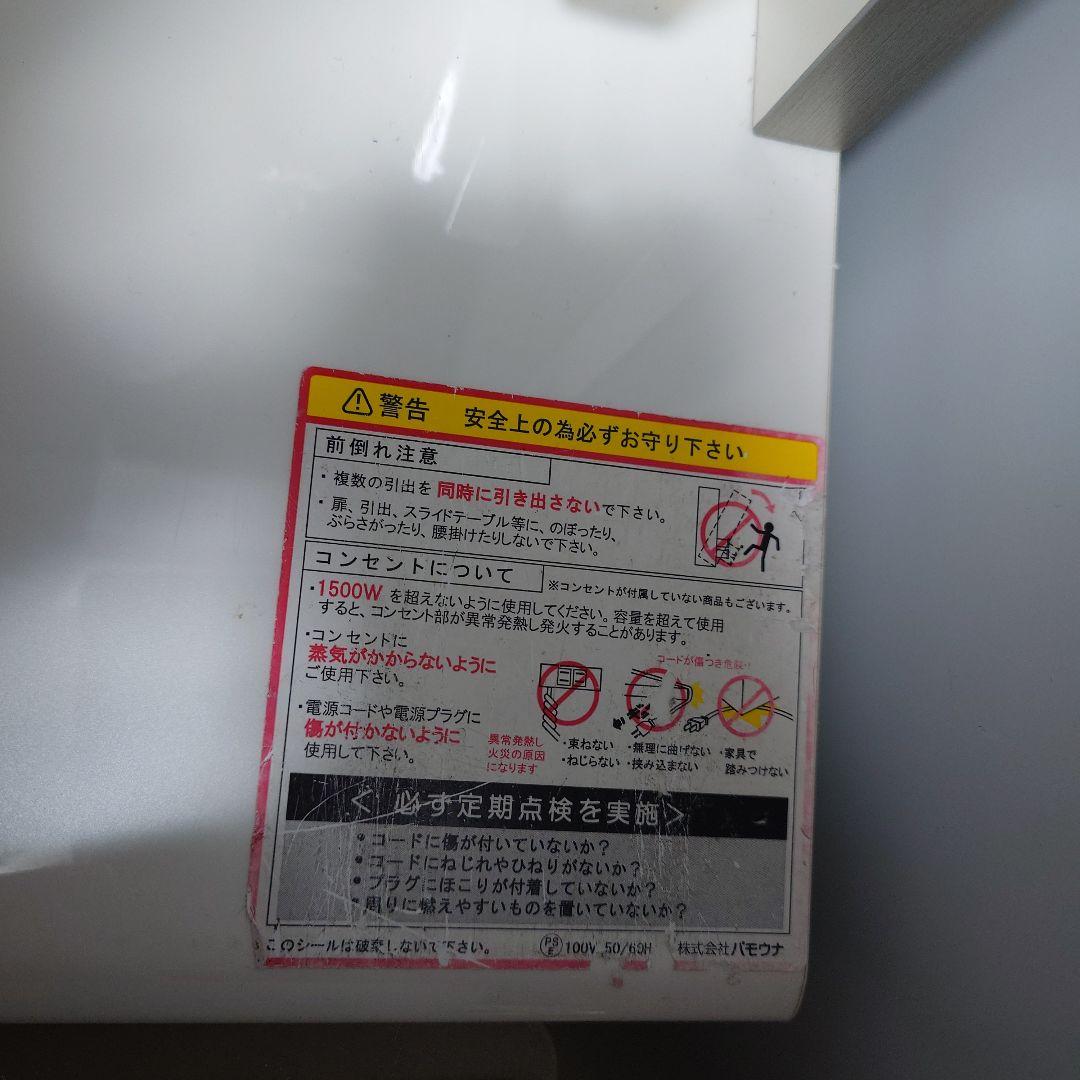 警告 安全上の為必ずお守り下さい
前倒れ注意
・複数の引出を同時に引き出さないで下さい。
・扉、引出、スライドテーブル等に、のぼったり、
ぶらさがったり、腰掛けたりしないで下さい。
コンセントについて
※コンセントが付属していない商品もございます。
・1500Wを超えないように使用してください。容量を超えて使用
すると、コンセント部が異常発熱し発火することがあります。
・コンセントに
蒸気がかからないように
ご使用下さい。
コードが傷つき危険!
・電源コードや電源プラグに
傷が付かないように
使用して下さい。
異常発熱し
火災の原因
になります
・束ねない
・ねじらない
・無理に曲げない
・挟み込まない
・家具で
踏みつけない
< 必ず定期点検を実施 >
● コードに傷が付いていないか?
● コードにねじれやひねりがないか?
● プラグにほこりが付着していないか?
● 周りに燃えやすいものを置いていないか?
このシールは破棄しないで下さい。
PSE 100V 50/60H 株式会社パモウナ